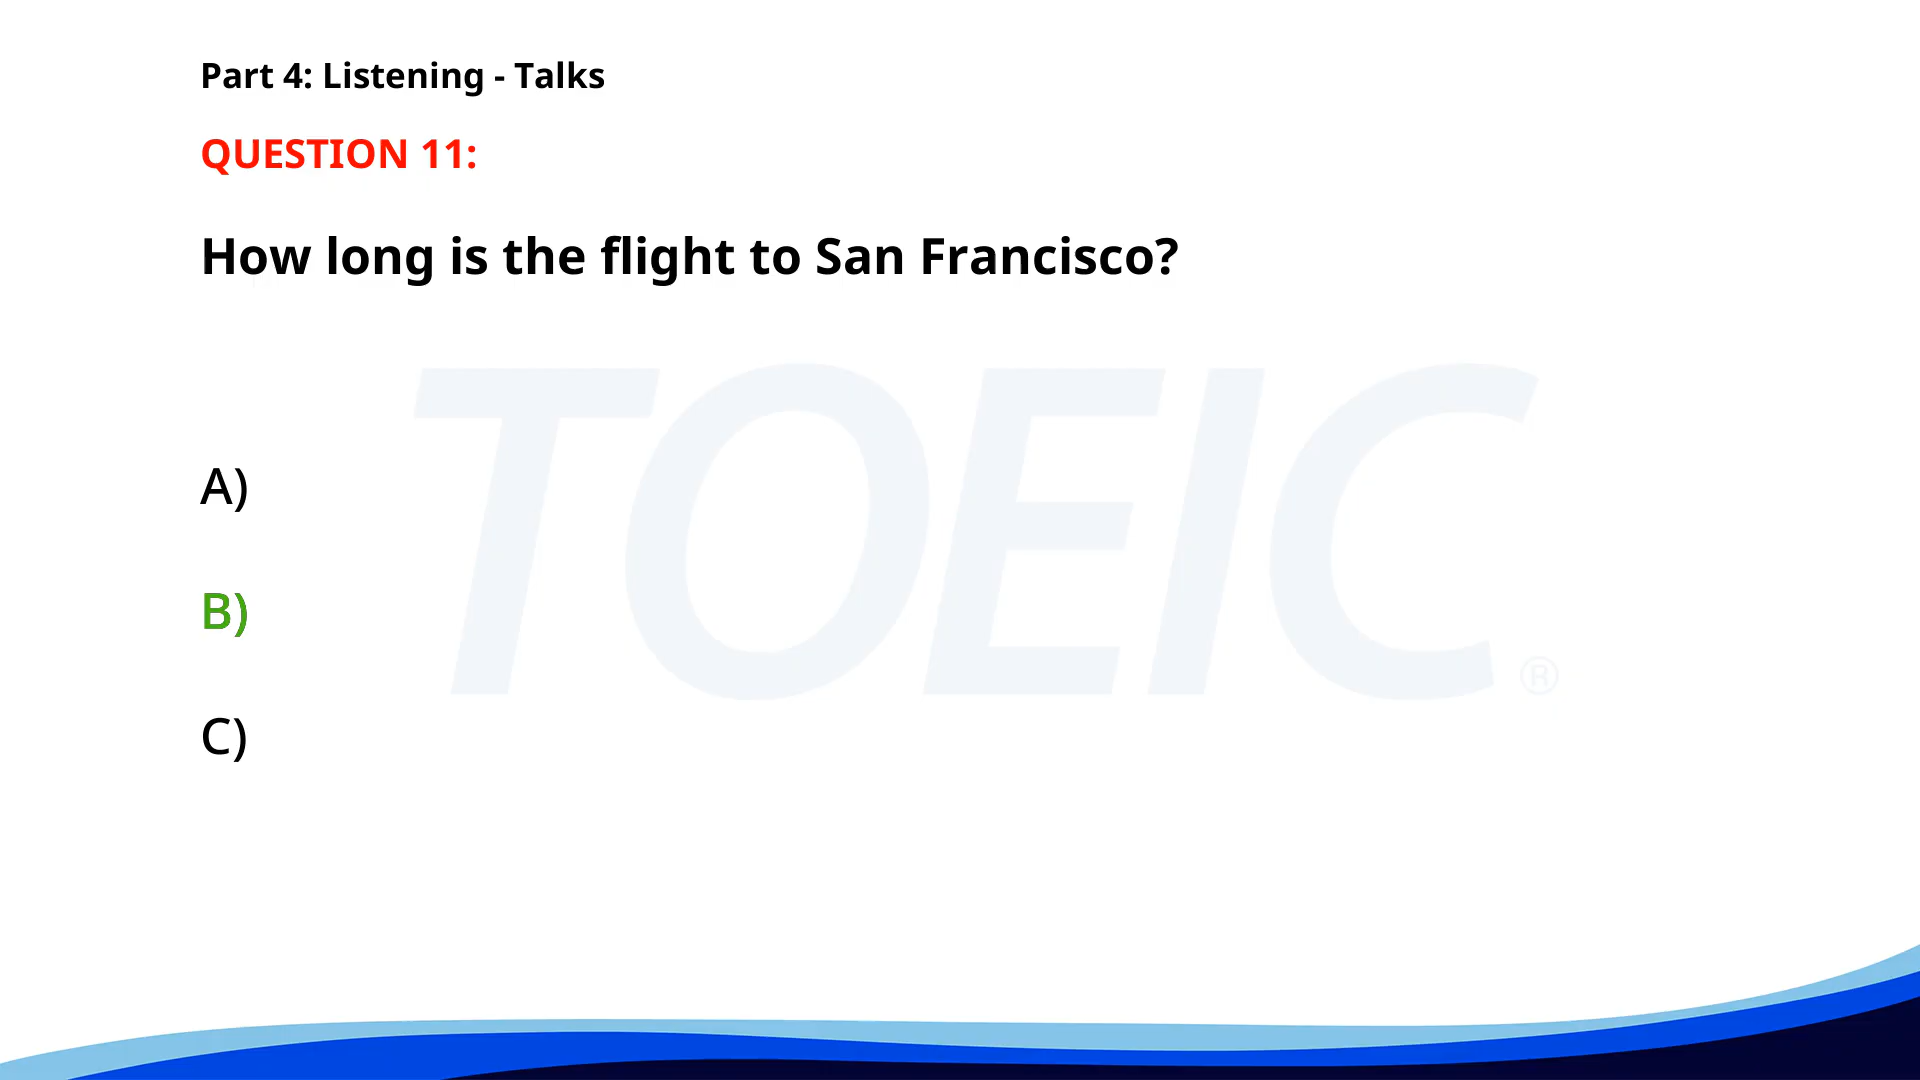 Part 4: Listening - Talks
QUESTION 11:
How long is the flight to San Francisco?
TOEIC®
A)
B)
C)